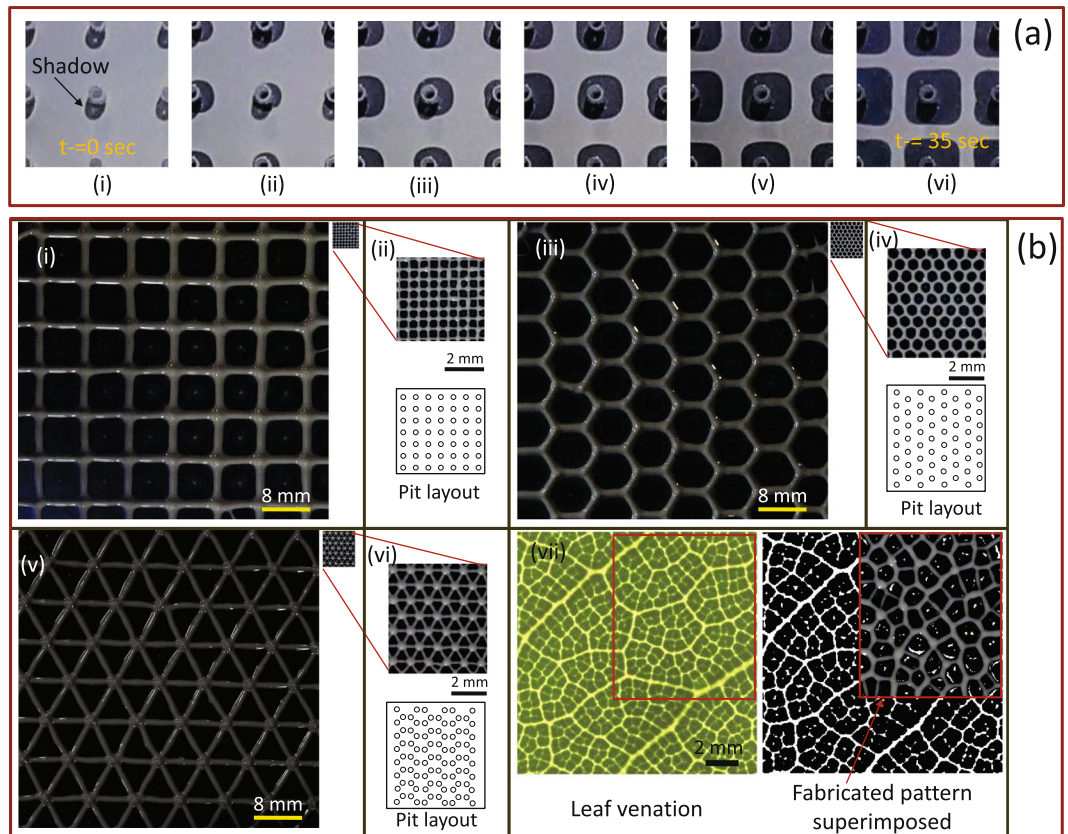 (a)
Shadow
t-=0 sec
t-= 35 sec
(i)
(ii)
(iii)
(iv)
(v)
(vi)
(b)
(i)
(ii)
2 mm
8 mm
Pit layout
(iii)
(iv)
2 mm
8 mm
Pit layout
(v)
(vi)
2 mm
8 mm
Pit layout
(vii)
2 mm
Leaf venation
Fabricated pattern
superimposed